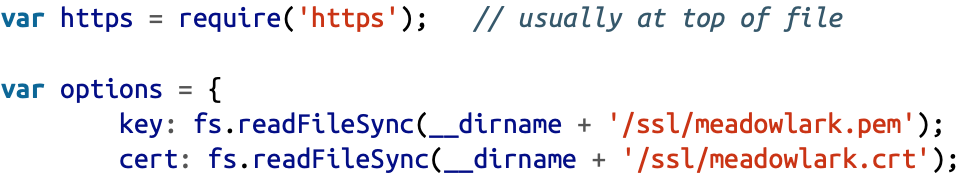 var https = require('https');   // usually at top of file

var options = {
        key: fs.readFileSync(__dirname + '/ssl/meadowlark.pem');
        cert: fs.readFileSync(__dirname + '/ssl/meadowlark.crt');